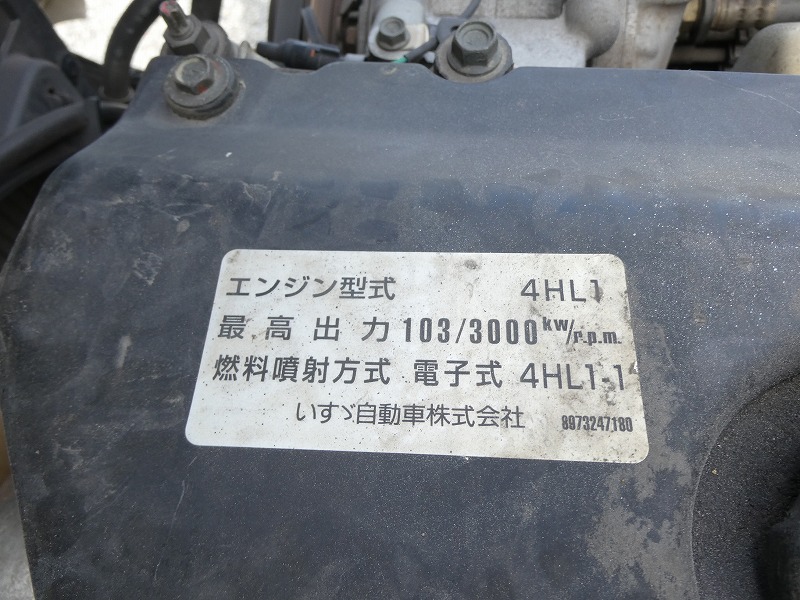 エンジン型式 4HL1
最高出力 103/3000 kw/r.p.m.
燃料噴射方式 電子式 4HL1-1
いすゞ自動車株式会社 8973247180